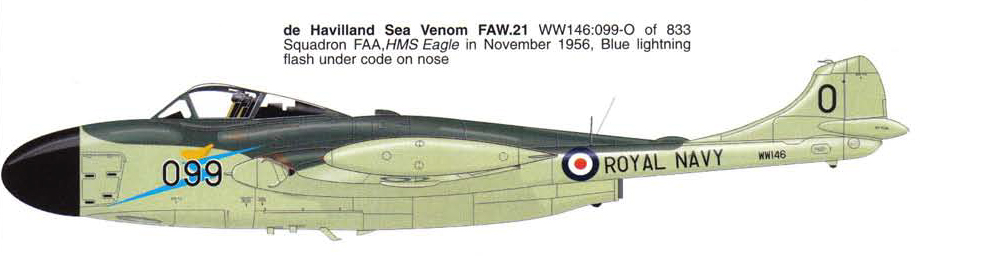 de Havilland Sea Venom FAW.21 WW146:099-O of 833
Squadron FAA,HMS Eagle in November 1956, Blue lightning
flash under code on nose
O
099
ROYAL NAVY
WW146